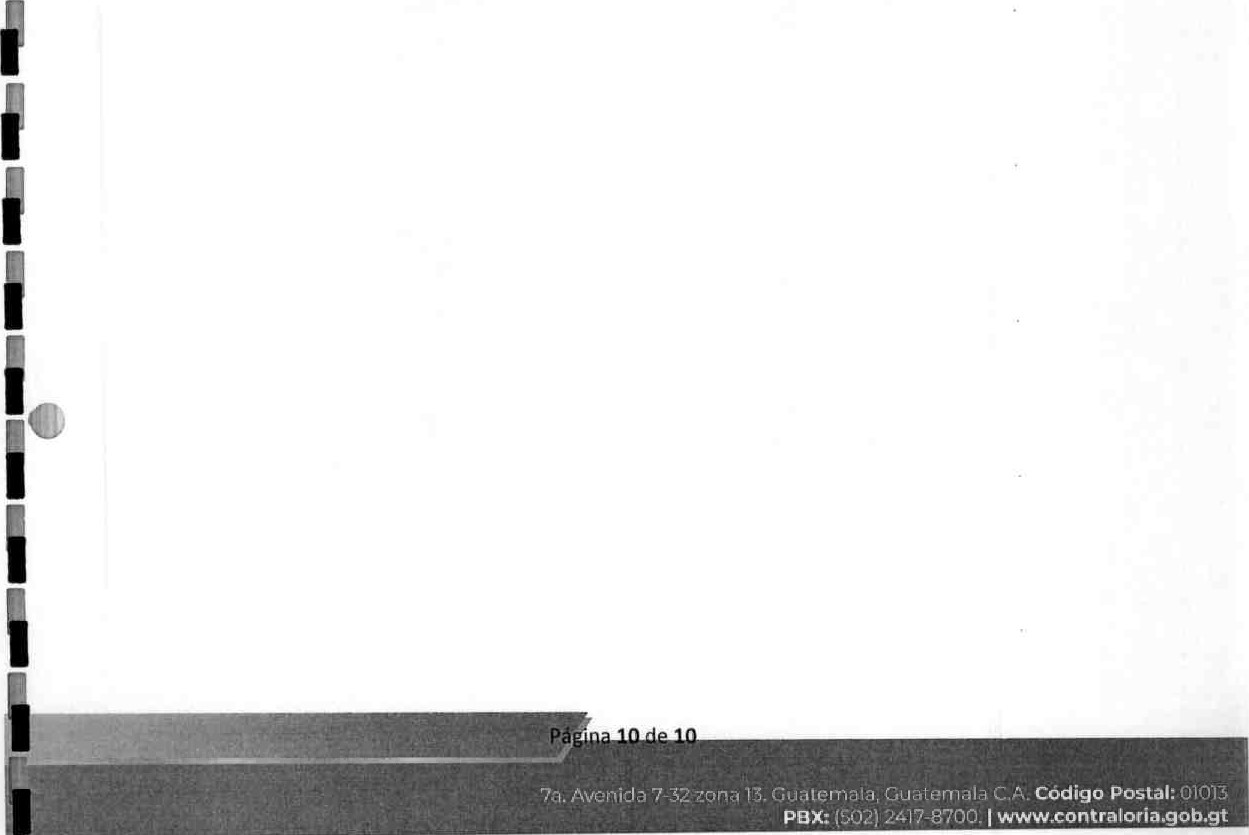 Página 10 de 10
7a. Avenida 7-32 zona 13. Guatemala, Guatemala C.A. Código Postal: 01013
PBX: (502) 2417-8700. | www.contraloria.gob.gt